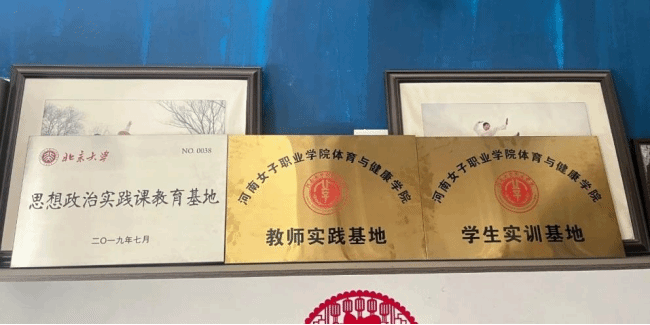 北京大学
NO. 0038
思想政治实践课教育基地
二〇一九年七月
河南女子职业学院体育与健康学院
教师实践基地
河南女子职业学院体育与健康学院
学生实训基地